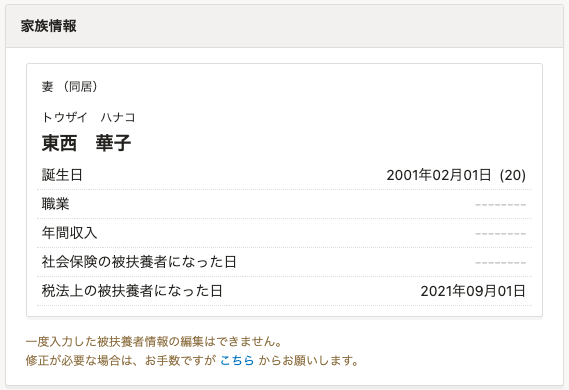 家族情報
妻 （同居）
トウザイ　ハナコ
東西　華子
誕生日 2001年02月01日 (20)
職業 --------
年間収入 --------
社会保険の被扶養者になった日 --------
税法上の被扶養者になった日 2021年09月01日
一度入力した被扶養者情報の編集はできません。
修正が必要な場合は、お手数ですが こちら からお願いします。